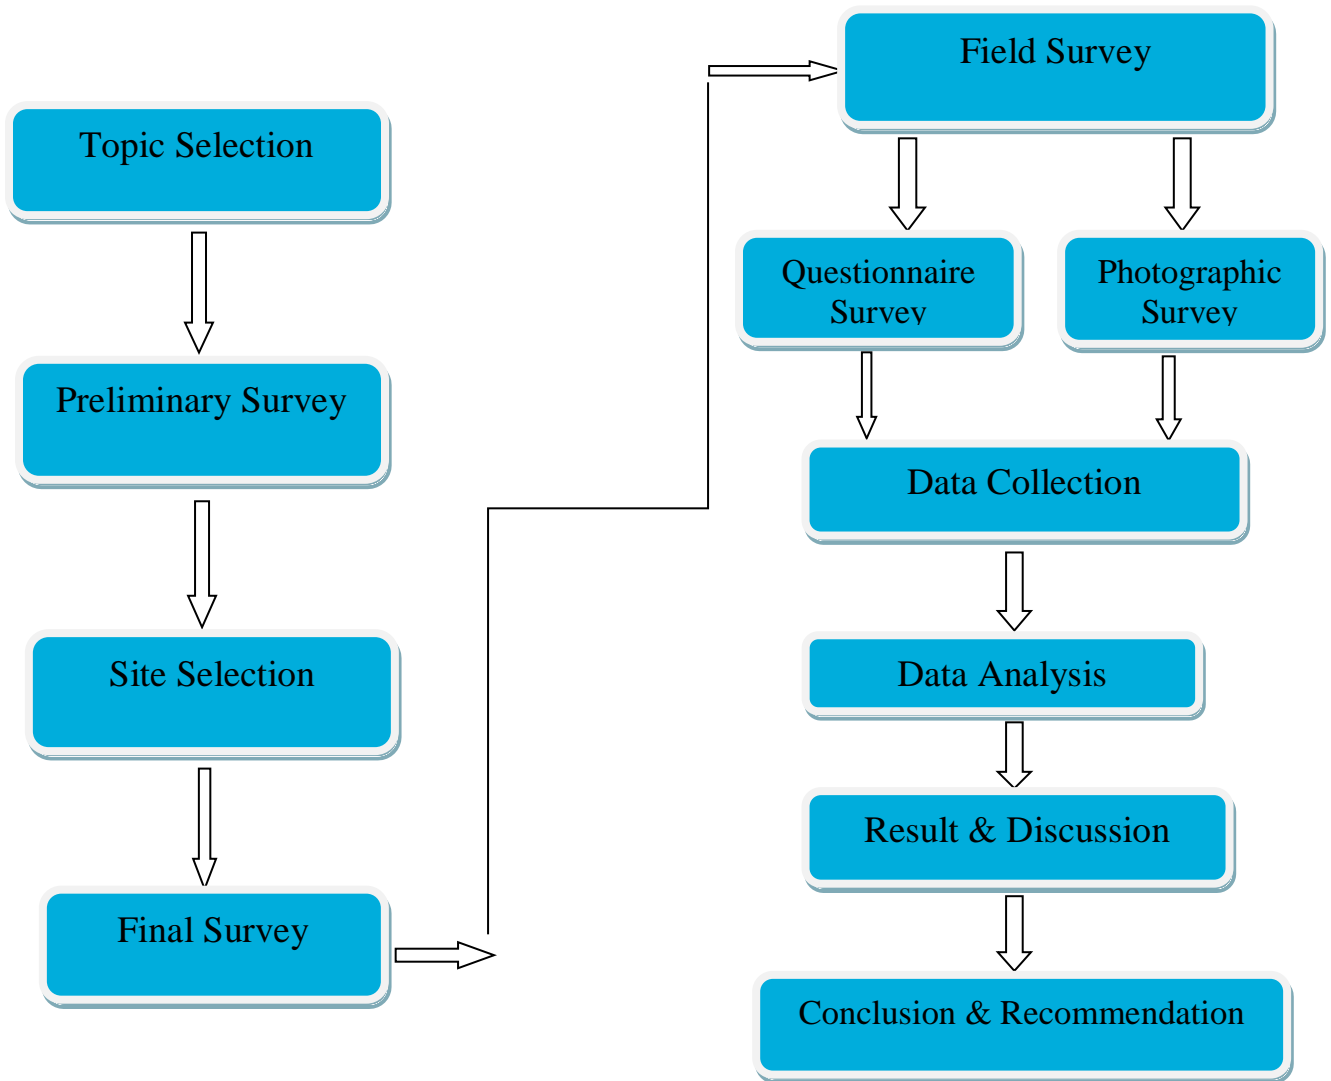 Topic Selection
Preliminary Survey
Site Selection
Final Survey
Field Survey
Questionnaire
Survey
Photographic
Survey
Data Collection
Data Analysis
Result & Discussion
Conclusion & Recommendation